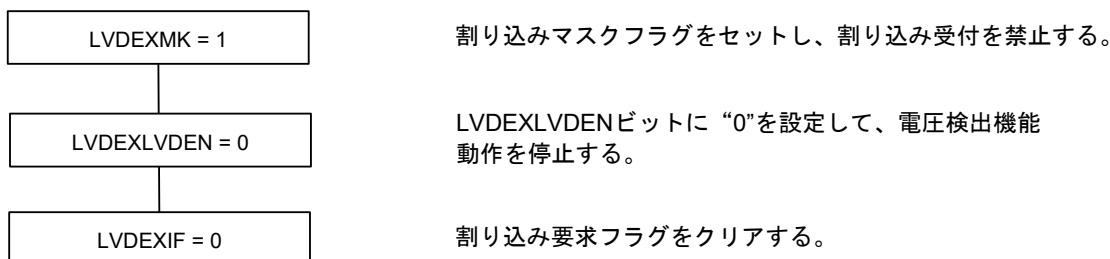 LVDEXMK = 1
割り込みマスクフラグをセットし、割り込み受付を禁止する。
LVDEXLVDEN = 0
LVDEXLVDENビットに“0”を設定して、電圧検出機能
動作を停止する。
LVDEXIF = 0
割り込み要求フラグをクリアする。